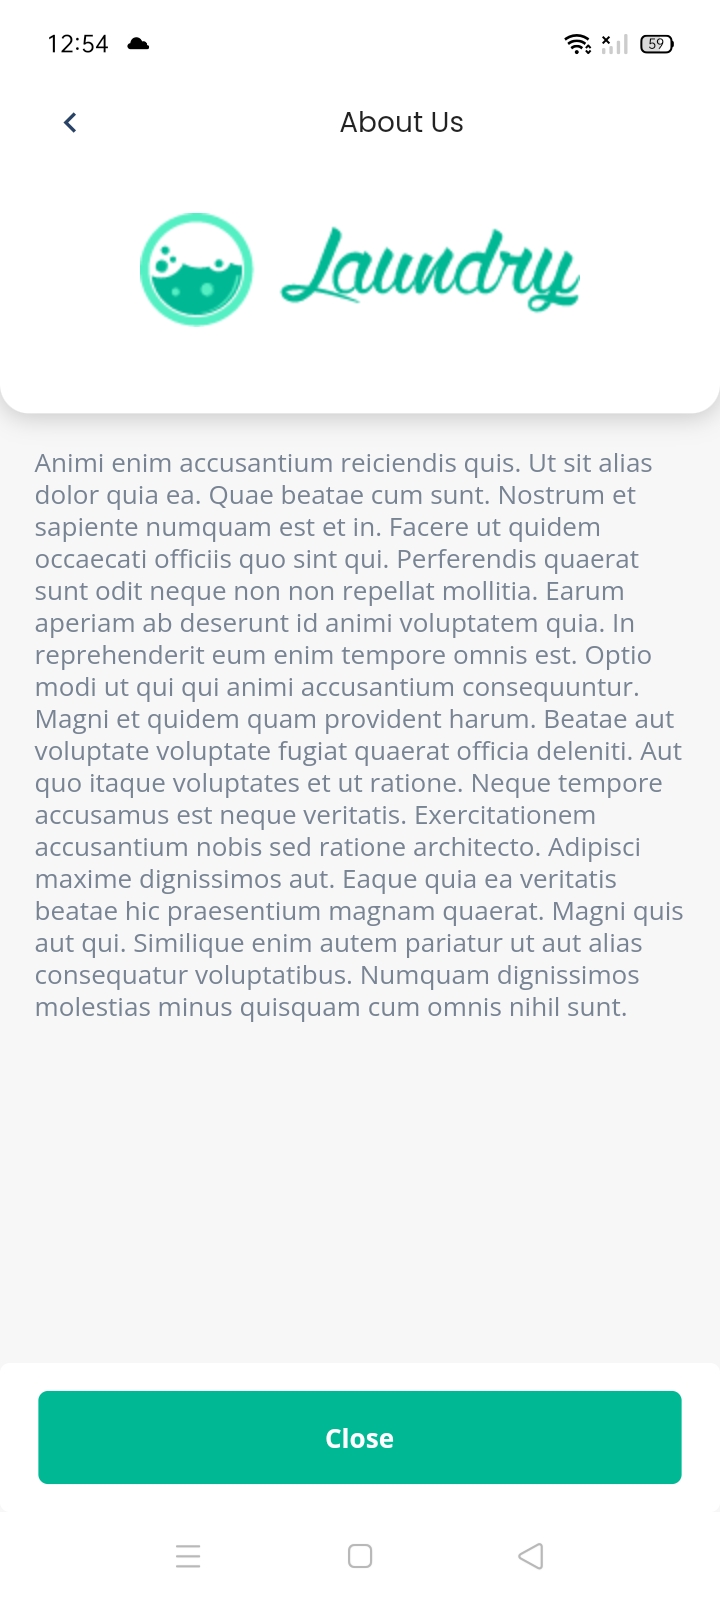 12:54
59
About Us
Laundry
Animi enim accusantium reiciendis quis. Ut sit alias
dolor quia ea. Quae beatae cum sunt. Nostrum et
sapiente numquam est et in. Facere ut quidem
occaecati officiis quo sint qui. Perferendis quaerat
sunt odit neque non non repellat mollitia. Earum
aperiam ab deserunt id animi voluptatem quia. In
reprehenderit eum enim tempore omnis est. Optio
modi ut qui qui animi accusantium consequuntur.
Magni et quidem quam provident harum. Beatae aut
voluptate voluptate fugiat quaerat officia deleniti. Aut
quo itaque voluptates et ut ratione. Neque tempore
accusamus est neque veritatis. Exercitationem
accusantium nobis sed ratione architecto. Adipisci
maxime dignissimos aut. Eaque quia ea veritatis
beatae hic praesentium magnam quaerat. Magni quis
aut qui. Similique enim autem pariatur ut aut alias
consequatur voluptatibus. Numquam dignissimos
molestias minus quisquam cum omnis nihil sunt.
Close